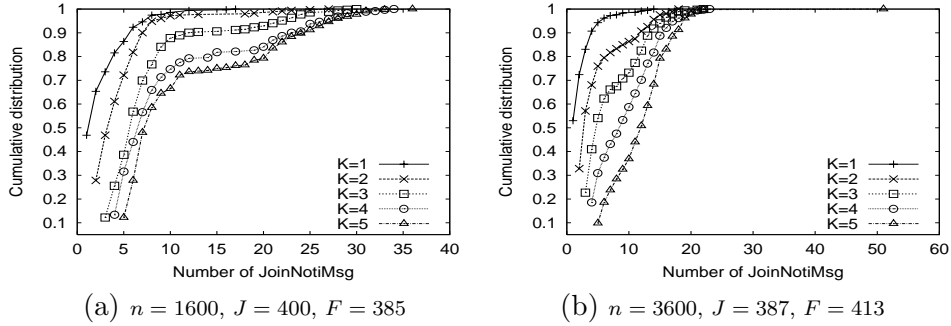 Cumulative distribution
1
0.9
0.8
0.7
0.6
0.5
0.4
0.3
0.2
0.1
K=1
K=2
K=3
K=4
K=5
0 5 10 15 20 25 30 35 40
Number of JoinNotiMsg
(a) n = 1600, J = 400, F = 385
Cumulative distribution
1
0.9
0.8
0.7
0.6
0.5
0.4
0.3
0.2
0.1
K=1
K=2
K=3
K=4
K=5
0 10 20 30 40 50 60
Number of JoinNotiMsg
(b) n = 3600, J = 387, F = 413